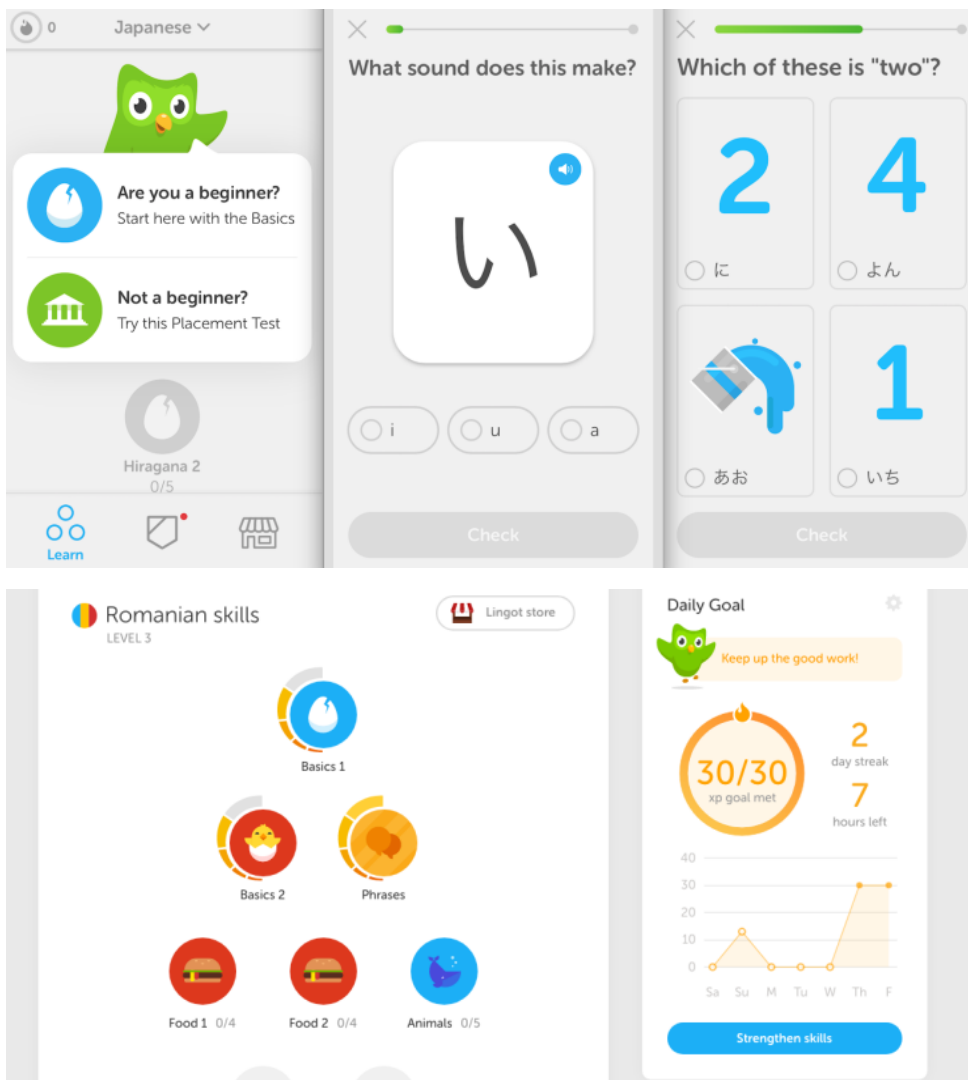 0
Japanese
Are you a beginner?
Start here with the Basics
Not a beginner?
Try this Placement Test
Hiragana 2
0/5
Learn
What sound does this make?
い
i
u
a
Check
Which of these is "two"?
2
4
に
よん
1
あお
いち
Check
Romanian skills
LEVEL 3
Lingot store
Basics 1
Basics 2
Phrases
Food 1 0/4
Food 2 0/4
Animals 0/5
Daily Goal
Keep up the good work!
30/30
xp goal met
2
day streak
7
hours left
40
30
20
10
0
Sa Su M Tu W Th F
Strengthen skills